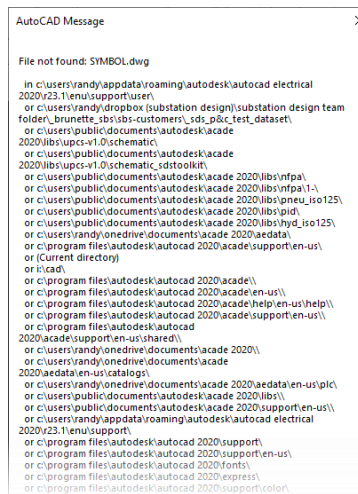 AutoCAD Message
File not found: SYMBOL.dwg
in c:\users\randy\appdata\roaming\autodesk\autocad electrical
2020\r23.1\enu\support\user\
or c:\users\randy\dropbox (substation design)\substation design team
folder\_brunette_sbs\sbs-customers\_sds_p&c_test_dataset\
or c:\users\public\documents\autodesk\acade
2020\libs\upcs-v1.0\schematic\
or c:\users\public\documents\autodesk\acade
2020\libs\upcs-v1.0\schematic_sdstoolkit\
or c:\users\public\documents\autodesk\acade 2020\libs\nfpa\
or c:\users\public\documents\autodesk\acade 2020\libs\nfpa\1-\
or c:\users\public\documents\autodesk\acade 2020\libs\pneu_iso125\
or c:\users\public\documents\autodesk\acade 2020\libs\pid\
or c:\users\public\documents\autodesk\acade 2020\libs\hyd_iso125\
or c:\users\randy\onedrive\documents\acade 2020\aedata\
or c:\program files\autodesk\autocad 2020\acade\support\en-us\
or (Current directory)
or i:\cad\
or c:\program files\autodesk\autocad 2020\acade\\
or c:\program files\autodesk\autocad 2020\acade\en-us\\
or c:\program files\autodesk\autocad 2020\acade\help\en-us\help\\
or c:\program files\autodesk\autocad 2020\acade\support\en-us\\
or c:\program files\autodesk\autocad
2020\acade\support\en-us\shared\\
or c:\users\randy\onedrive\documents\acade 2020\\
or c:\users\randy\onedrive\documents\acade
2020\aedata\en-us\catalogs\
or c:\users\randy\onedrive\documents\acade 2020\aedata\en-us\plc\
or c:\users\public\documents\autodesk\acade 2020\libs\\
or c:\users\public\documents\autodesk\acade 2020\support\en-us\\
or c:\users\randy\appdata\roaming\autodesk\autocad electrical
2020\r23.1\enu\support\
or c:\program files\autodesk\autocad 2020\support\
or c:\program files\autodesk\autocad 2020\support\en-us\
or c:\program files\autodesk\autocad 2020\fonts\
or c:\program files\autodesk\autocad 2020\express\
or c:\program files\autodesk\autocad 2020\support\color\